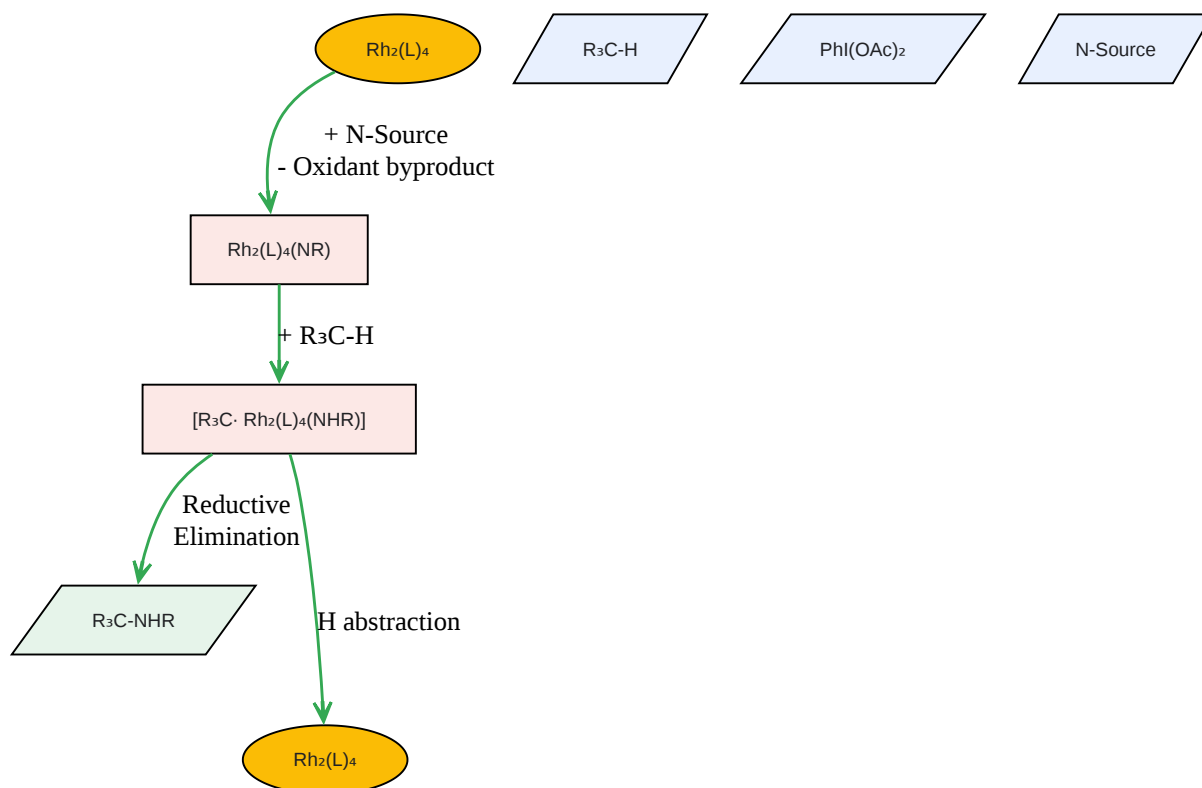 Rh₂(L)₄
R₃C-H
PhI(OAc)₂
N-Source
+ N-Source
- Oxidant byproduct
Rh₂(L)₄(NR)
+ R₃C-H
[R₃C· Rh₂(L)₄(NHR)]
Reductive
Elimination
R₃C-NHR
H abstraction
Rh₂(L)₄